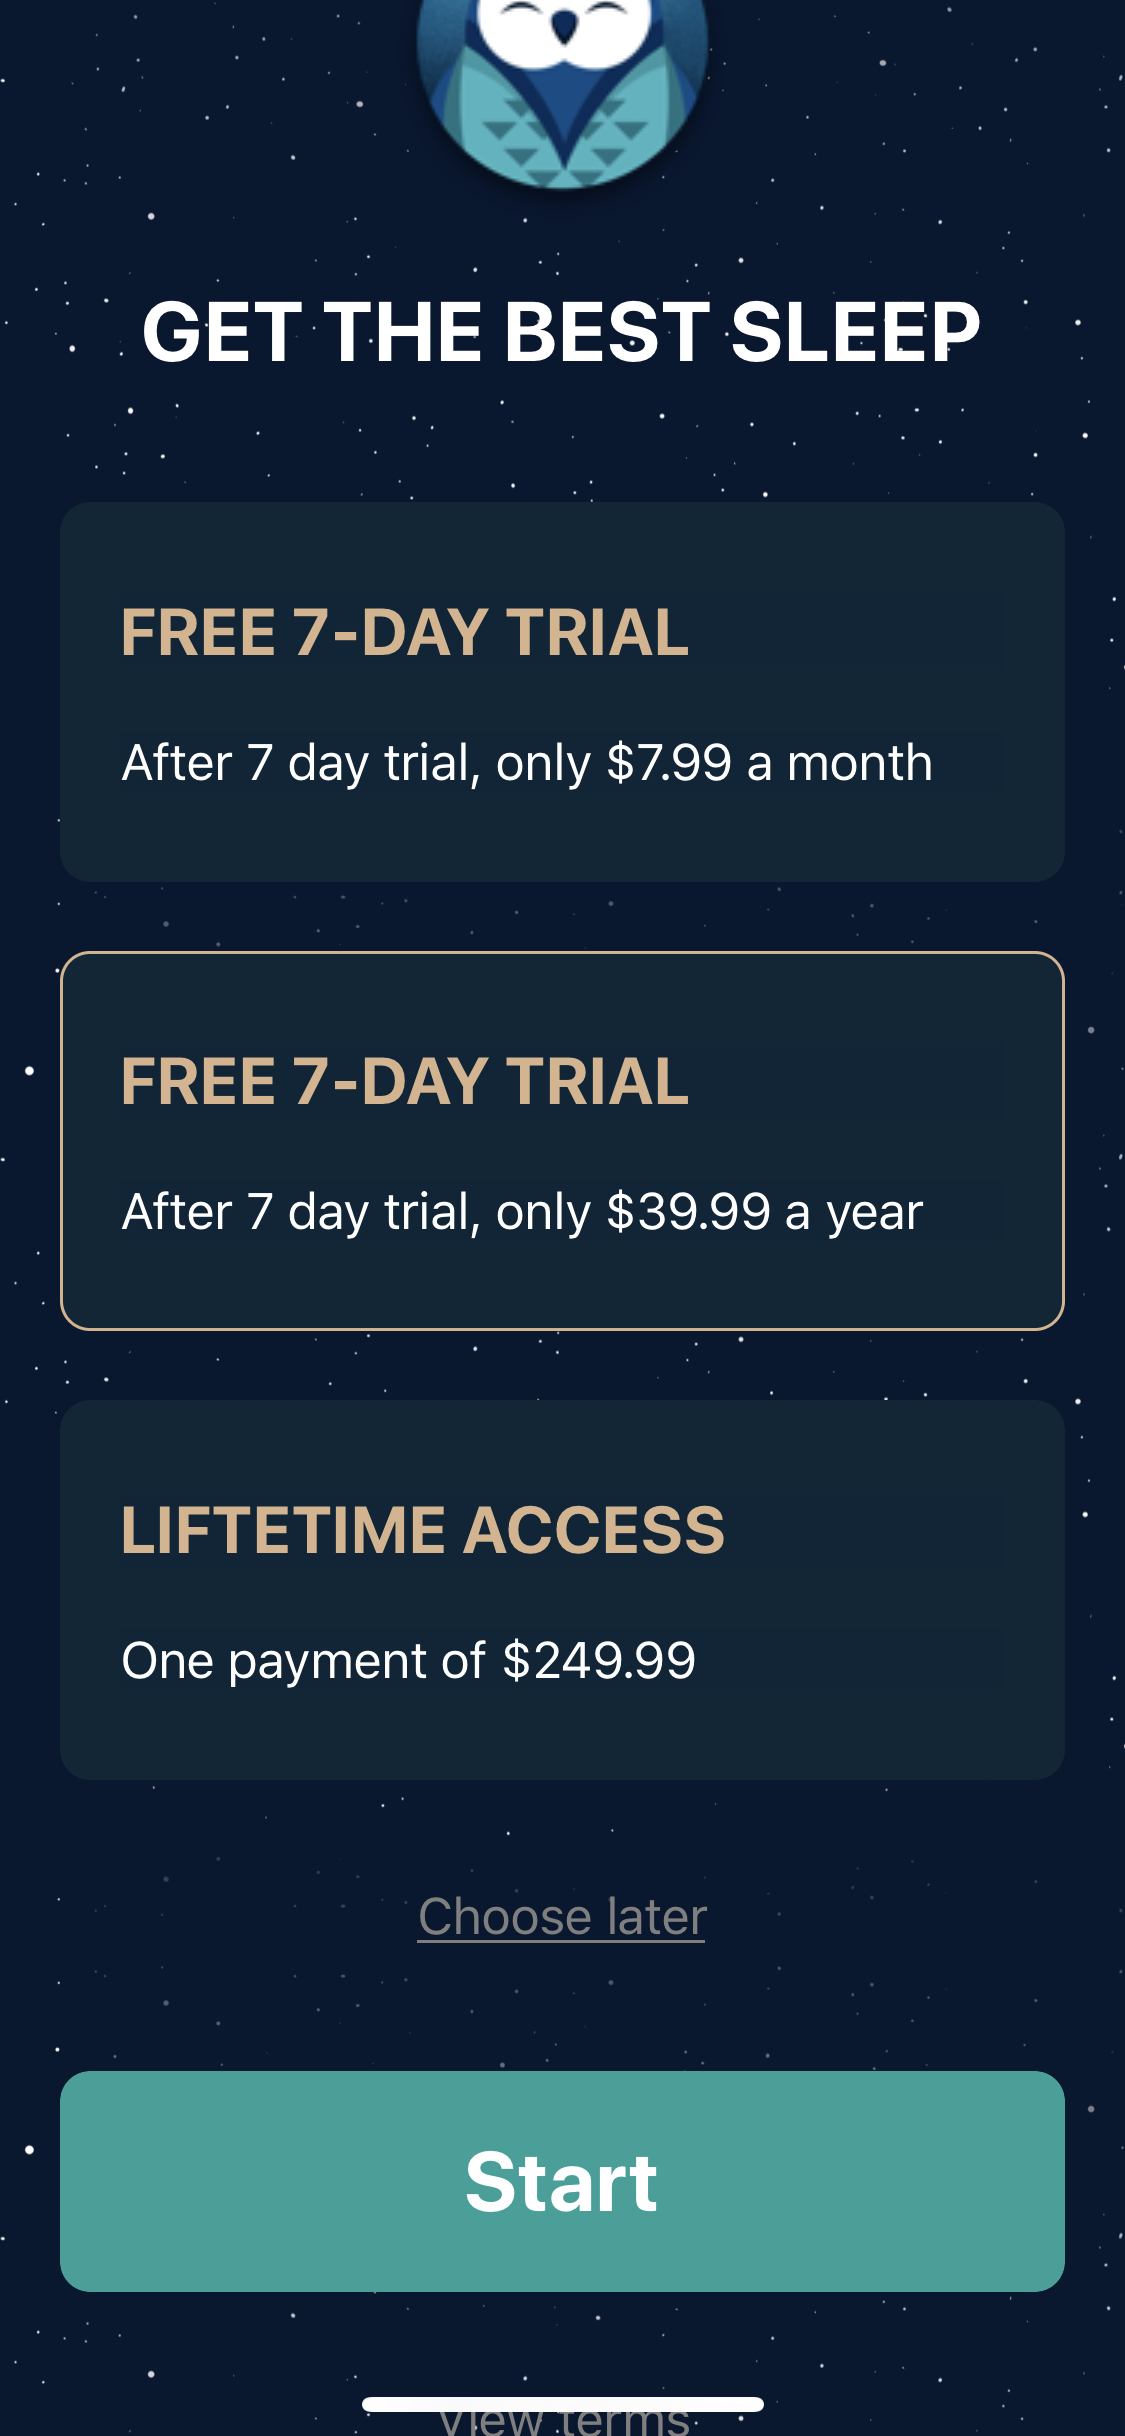 GET THE BEST SLEEP
FREE 7-DAY TRIAL
After 7 day trial, only $7.99 a month
FREE 7-DAY TRIAL
After 7 day trial, only $39.99 a year
LIFTETIME ACCESS
One payment of $249.99
Choose later
Start
View terms